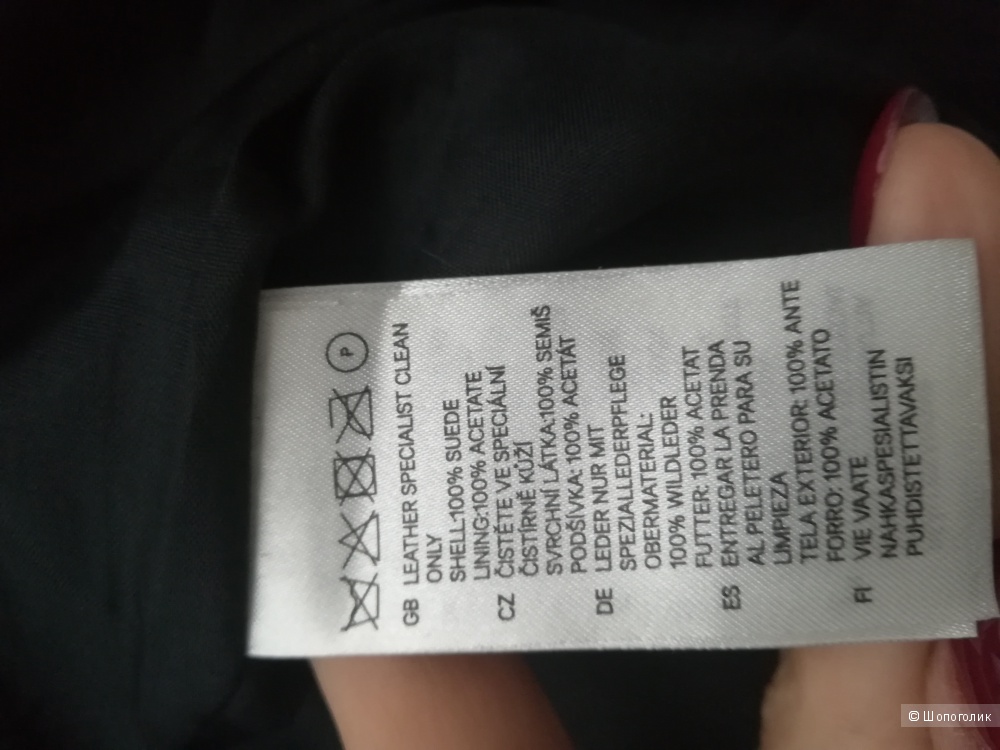 P
GB LEATHER SPECIALIST CLEAN
ONLY
SHELL:100% SUEDE
LINING:100% ACETATE
CZ ČISTĚTE VE SPECIÁLNÍ
ČISTÍRNĚ KŮŽÍ
SVRCHNÍ LÁTKA:100% SEMIŠ
PODŠÍVKA: 100% ACETÁT
DE LEDER NUR MIT
SPEZIALLEDERPFLEGE
OBERMATERIAL:
100% WILDLEDER
FUTTER: 100% ACETAT
ES ENTREGAR LA PRENDA
AL PELETERO PARA SU
LIMPIEZA
TELA EXTERIOR: 100% ANTE
FORRO: 100% ACETATO
FI VIE VAATE
NAHKASPESIALISTIN
PUHDISTETTAVAKSI
© Шопоголик